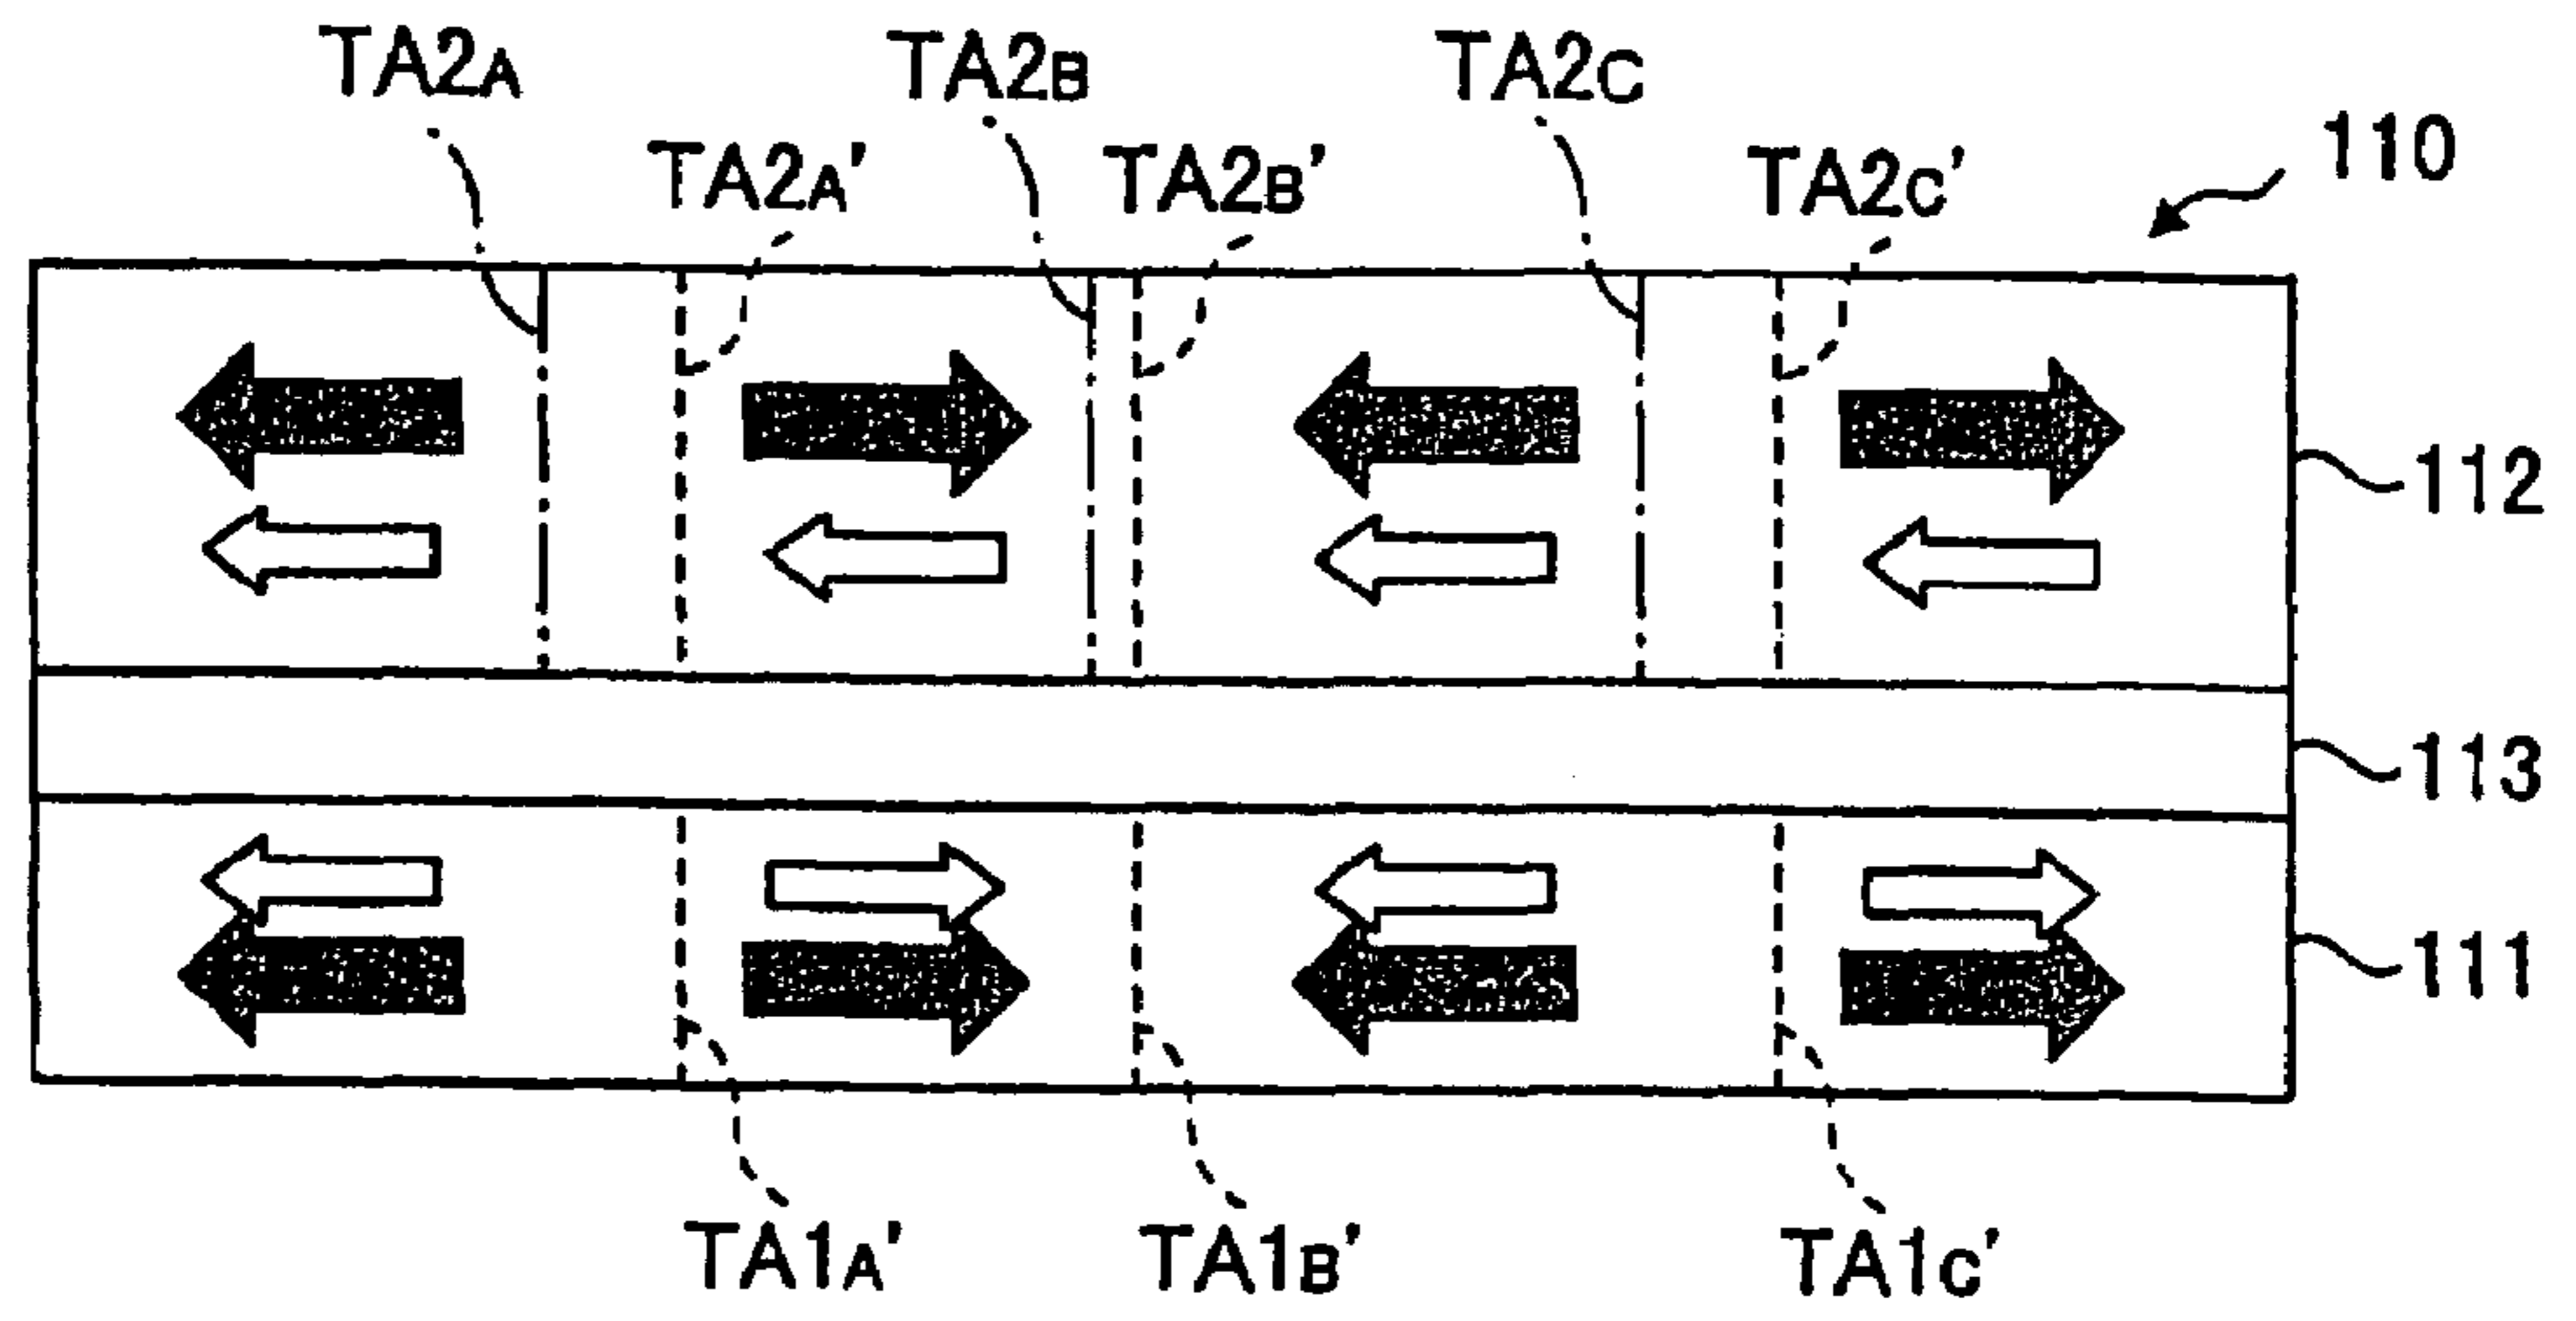 TA2A TA2B TA2C
TA2A' TA2B' TA2C' 110
112
113
111
TA1A' TA1B' TA1C'